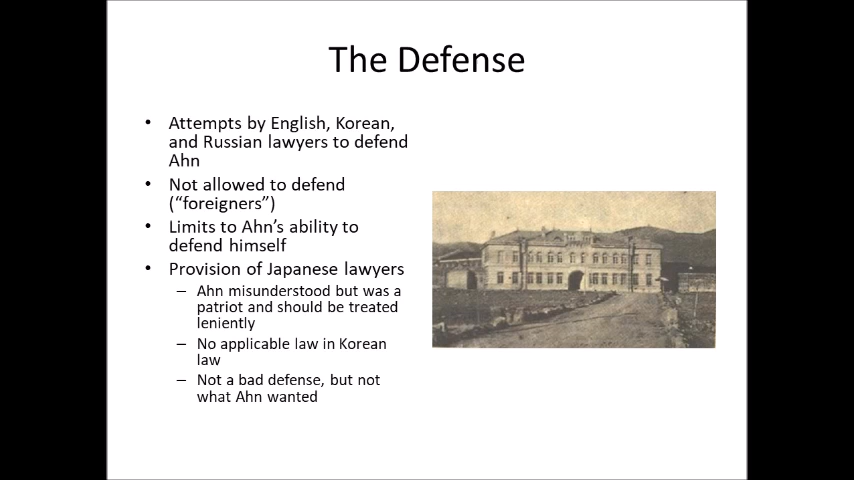 The Defense
• Attempts by English, Korean,
and Russian lawyers to defend
Ahn
• Not allowed to defend
(“foreigners”)
• Limits to Ahn’s ability to
defend himself
• Provision of Japanese lawyers
– Ahn misunderstood but was a
patriot and should be treated
leniently
– No applicable law in Korean
law
– Not a bad defense, but not
what Ahn wanted